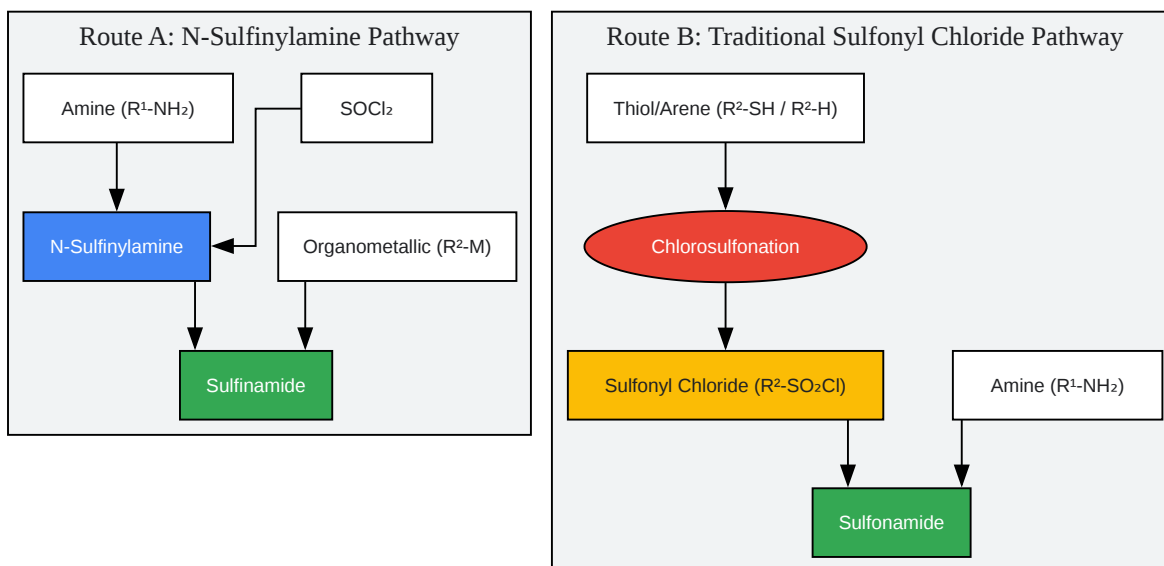 Route A: N-Sulfinylamine Pathway
Amine (R¹-NH₂)
SOCl₂
N-Sulfinylamine
Organometallic (R²-M)
Sulfinamide
Route B: Traditional Sulfonyl Chloride Pathway
Thiol/Arene (R²-SH / R²-H)
Chlorosulfonation
Sulfonyl Chloride (R²-SO₂Cl)
Amine (R¹-NH₂)
Sulfonamide